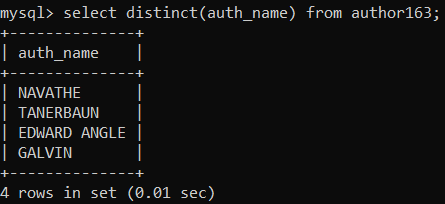 mysql> select distinct(auth_name) from author163;
+--------------+
| auth_name    |
+--------------+
| NAVATHE      |
| TANERBAUN    |
| EDWARD ANGLE |
| GALVIN       |
+--------------+
4 rows in set (0.01 sec)